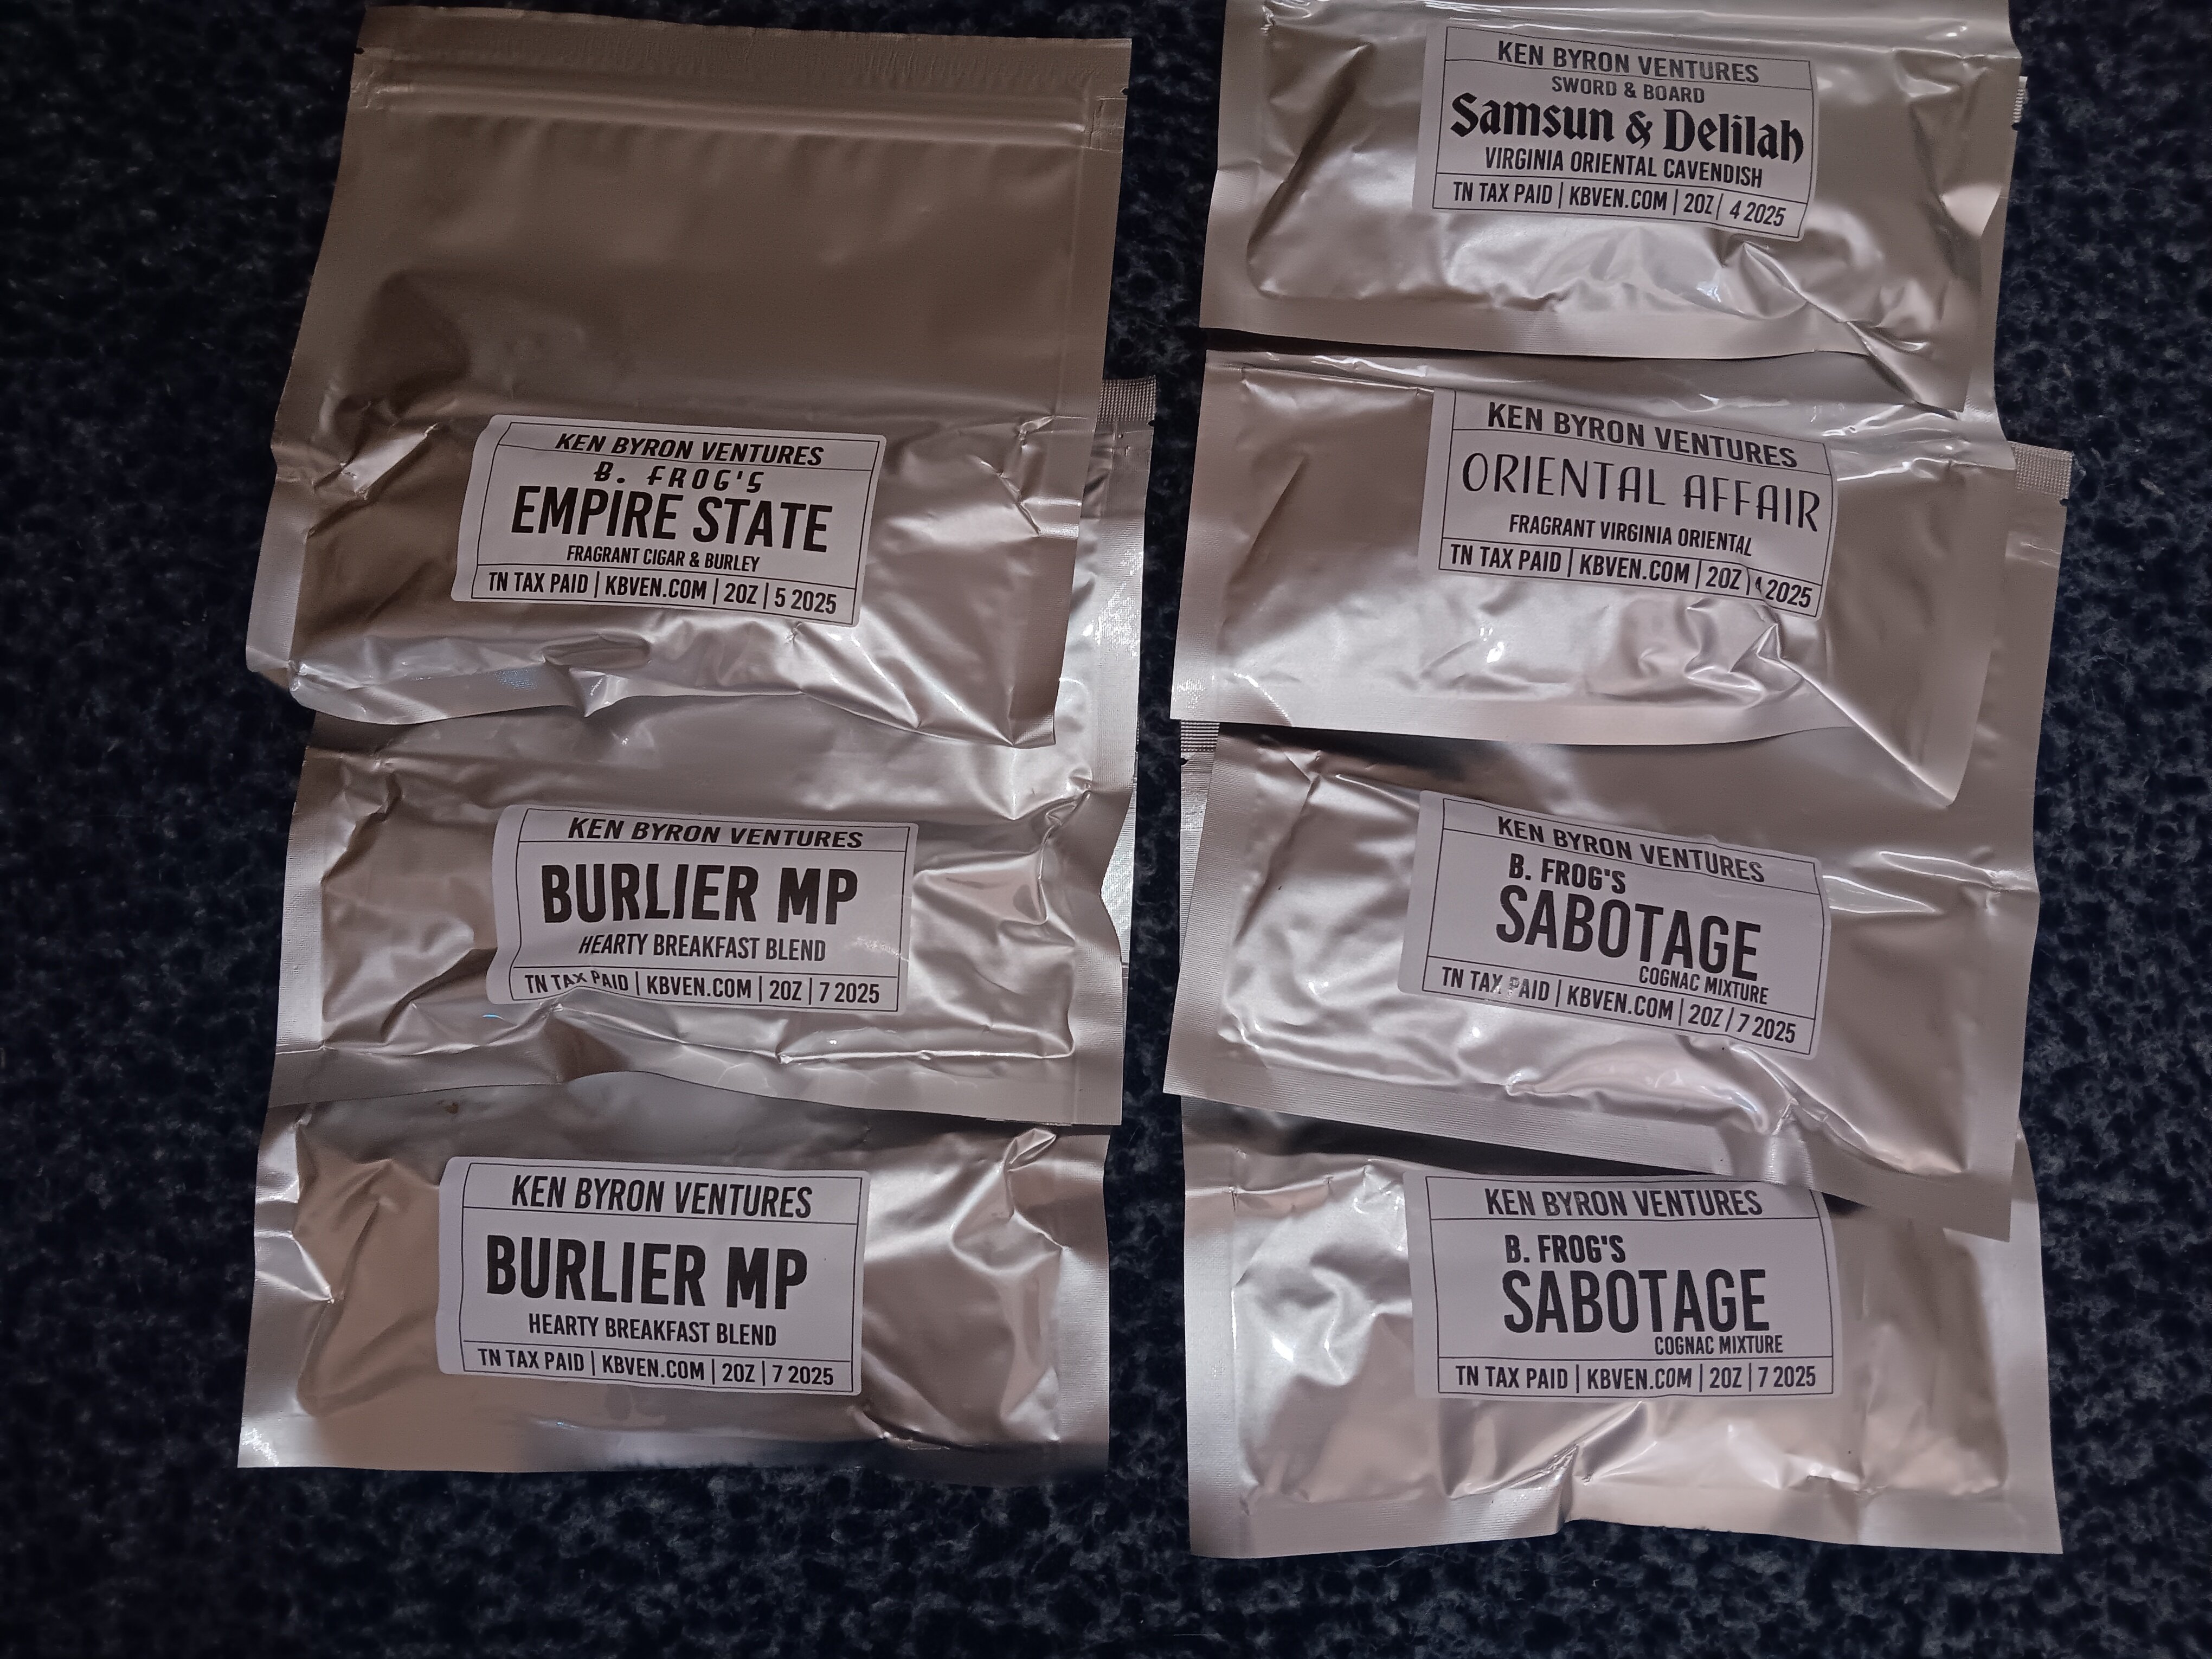 KEN BYRON VENTURES
B. FROG'S
EMPIRE STATE
FRAGRANT CIGAR & BURLEY
TN TAX PAID | KBVEN.COM | 2OZ | 5 2025
KEN BYRON VENTURES
BURLIER MP
HEARTY BREAKFAST BLEND
TN TAX PAID | KBVEN.COM | 2OZ | 7 2025
KEN BYRON VENTURES
BURLIER MP
HEARTY BREAKFAST BLEND
TN TAX PAID | KBVEN.COM | 2OZ | 7 2025
KEN BYRON VENTURES
SWORD & BOARD
Samsun & Delilah
VIRGINIA ORIENTAL CAVENDISH
TN TAX PAID | KBVEN.COM | 2OZ | 4 2025
KEN BYRON VENTURES
ORIENTAL AFFAIR
FRAGRANT VIRGINIA ORIENTAL
TN TAX PAID | KBVEN.COM | 2OZ | 4 2025
KEN BYRON VENTURES
B. FROG'S
SABOTAGE
COGNAC MIXTURE
TN TAX PAID | KBVEN.COM | 2OZ | 7 2025
KEN BYRON VENTURES
B. FROG'S
SABOTAGE
COGNAC MIXTURE
TN TAX PAID | KBVEN.COM | 2OZ | 7 2025